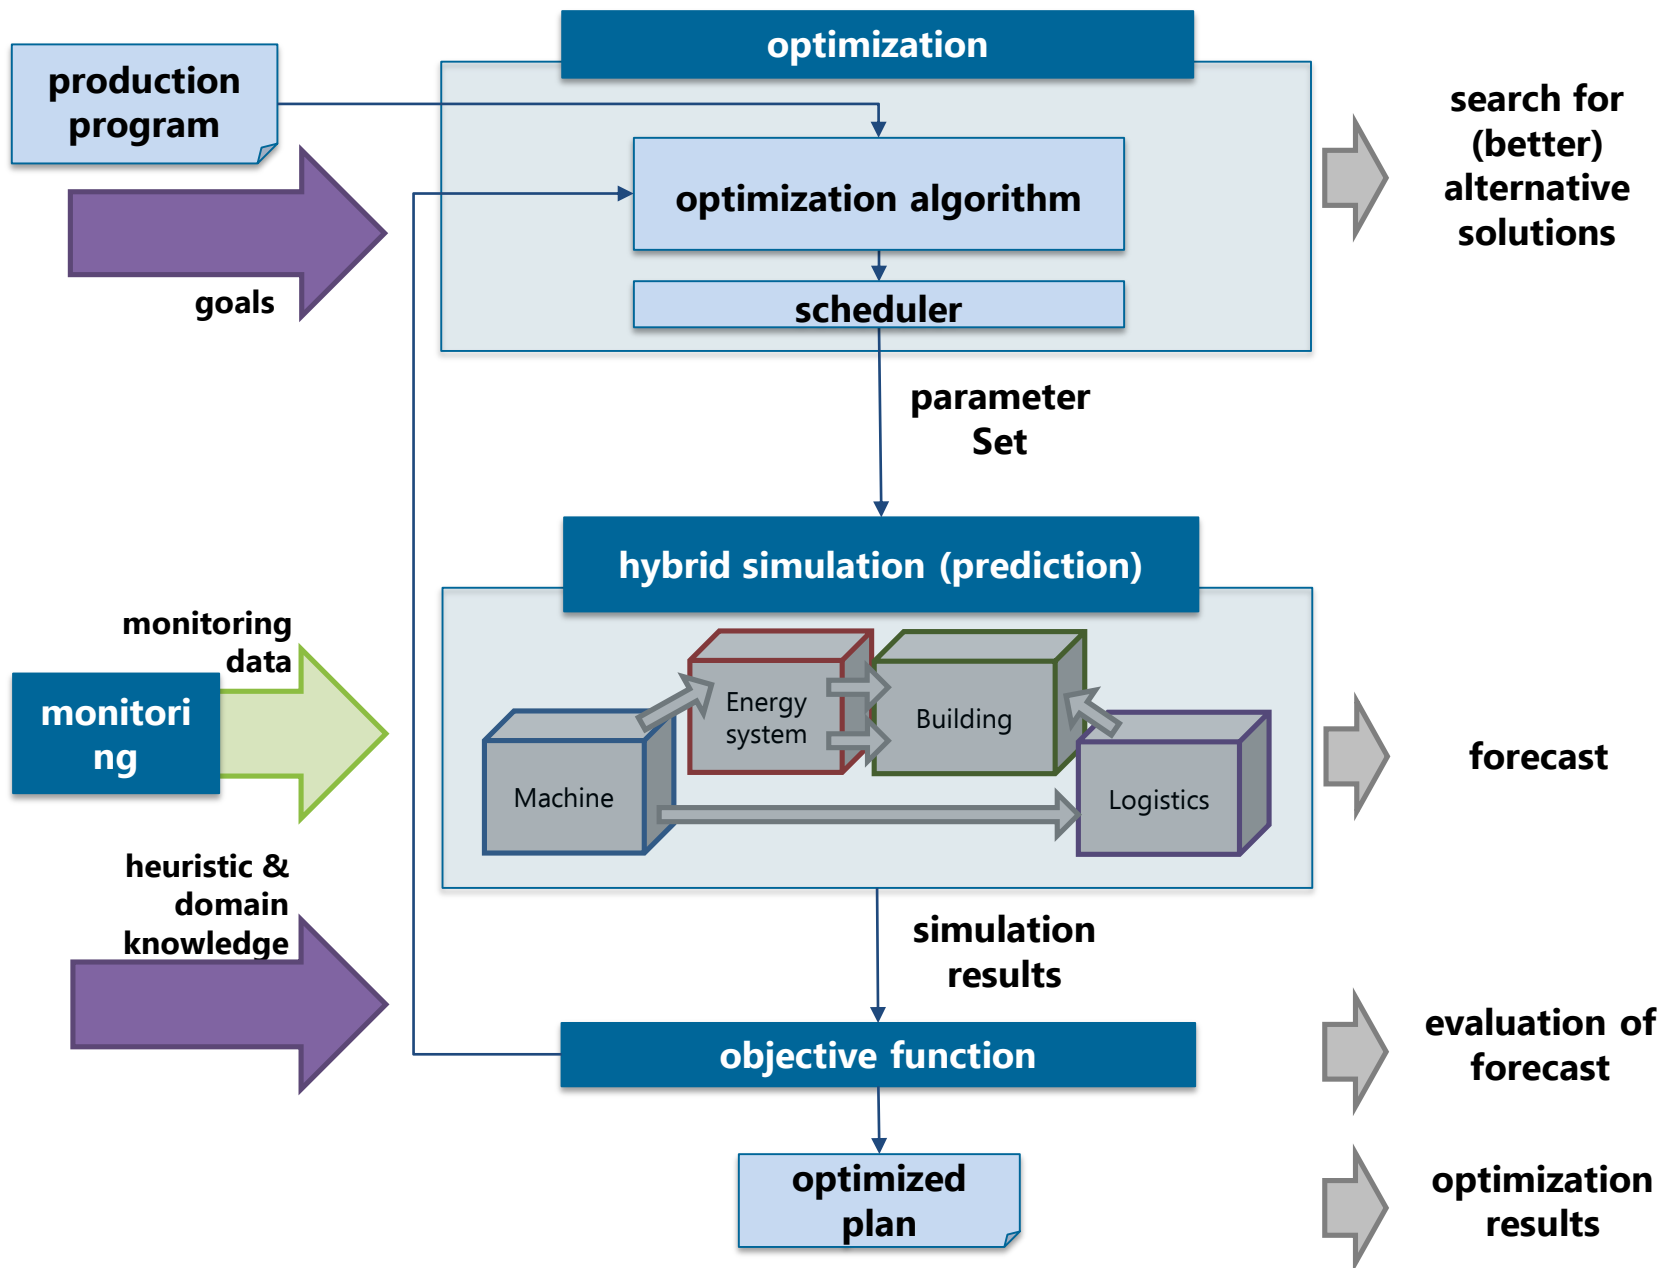 optimization
production
program
optimization algorithm
scheduler
goals
search for
(better)
alternative
solutions
parameter
Set
hybrid simulation (prediction)
monitoring
data
monitori
ng
Energy
system
Building
Machine
Logistics
forecast
heuristic &
domain
knowledge
simulation
results
objective function
evaluation of
forecast
optimized
plan
optimization
results